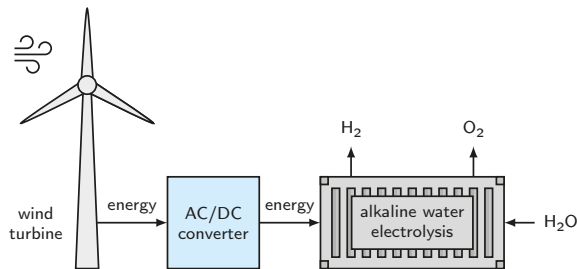 H₂
O₂
wind
turbine
energy
AC/DC
converter
energy
alkaline water
electrolysis
H₂O